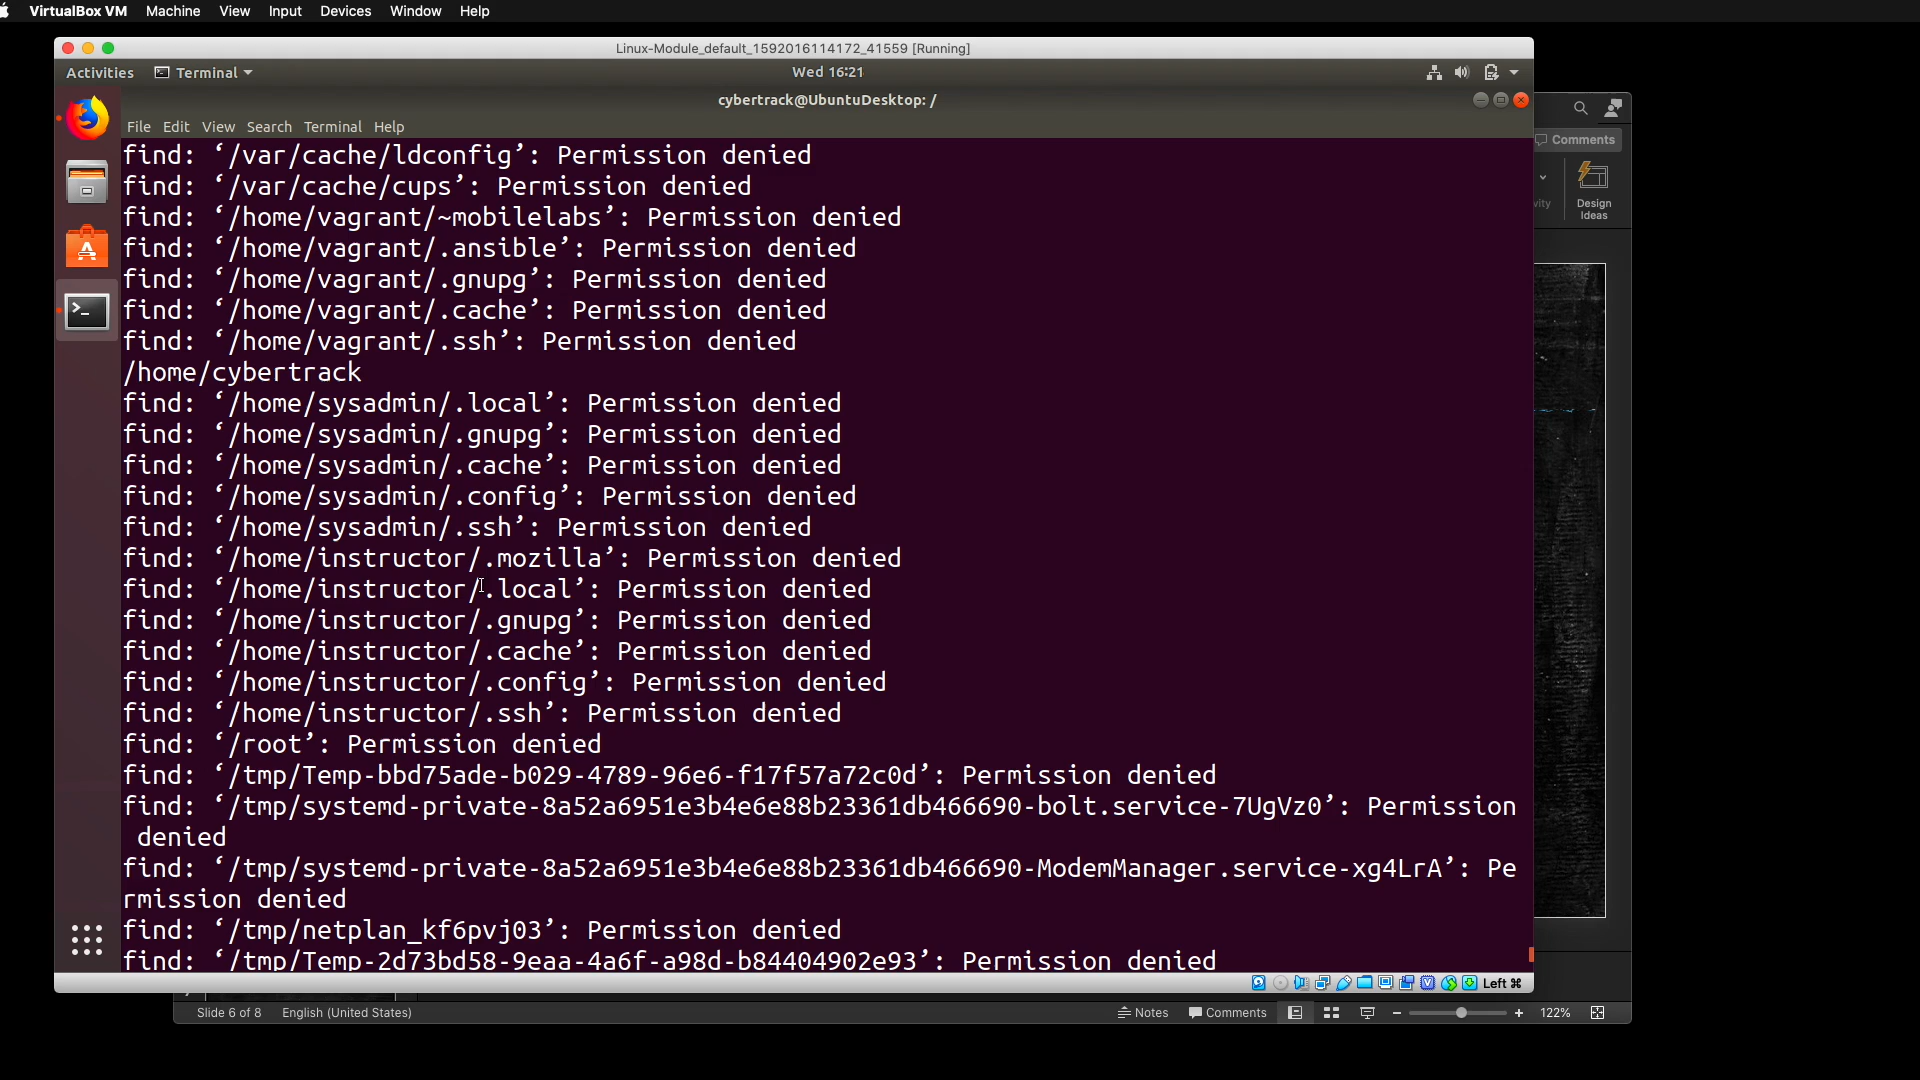 VirtualBox VM Machine View Input Devices Window Help
Linux-Module_default_1592016114172_41559 [Running]
Activities Terminal Wed 16:21
cybertrack@UbuntuDesktop: /
File Edit View Search Terminal Help
find: ‘/var/cache/ldconfig’: Permission denied
find: ‘/var/cache/cups’: Permission denied
find: ‘/home/vagrant/~mobilelabs’: Permission denied
find: ‘/home/vagrant/.ansible’: Permission denied
find: ‘/home/vagrant/.gnupg’: Permission denied
find: ‘/home/vagrant/.cache’: Permission denied
find: ‘/home/vagrant/.ssh’: Permission denied
/home/cybertrack
find: ‘/home/sysadmin/.local’: Permission denied
find: ‘/home/sysadmin/.gnupg’: Permission denied
find: ‘/home/sysadmin/.cache’: Permission denied
find: ‘/home/sysadmin/.config’: Permission denied
find: ‘/home/sysadmin/.ssh’: Permission denied
find: ‘/home/instructor/.mozilla’: Permission denied
find: ‘/home/instructor/.local’: Permission denied
find: ‘/home/instructor/.gnupg’: Permission denied
find: ‘/home/instructor/.cache’: Permission denied
find: ‘/home/instructor/.config’: Permission denied
find: ‘/home/instructor/.ssh’: Permission denied
find: ‘/root’: Permission denied
find: ‘/tmp/Temp-bbd75ade-b029-4789-96e6-f17f57a72c0d’: Permission denied
find: ‘/tmp/systemd-private-8a52a6951e3b4e6e88b23361db466690-bolt.service-7UgVz0’: Permission
denied
find: ‘/tmp/systemd-private-8a52a6951e3b4e6e88b23361db466690-ModemManager.service-xg4LrA’: Pe
rmission denied
find: ‘/tmp/netplan_kf6pvj03’: Permission denied
find: ‘/tmp/Temp-2d73bd58-9eaa-4a6f-a98d-b84404902e93’: Permission denied
Left ⌘
Comments
vity
Design
Ideas
Slide 6 of 8 English (United States) Notes Comments 122%